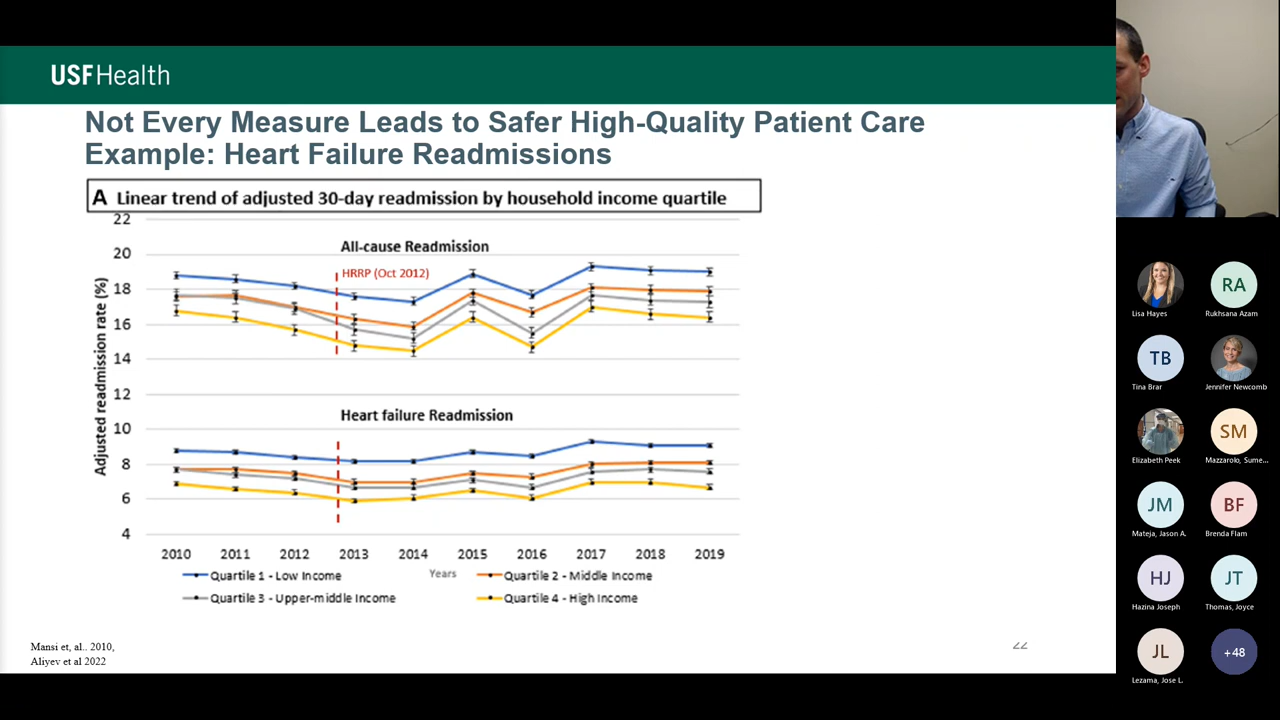 USF Health
Not Every Measure Leads to Safer High-Quality Patient Care
Example: Heart Failure Readmissions
A Linear trend of adjusted 30-day readmission by household income quartile
Adjusted readmission rate (%)
22
20
18
16
14
12
10
8
6
4
All-cause Readmission
HRRP (Oct 2012)
Heart failure Readmission
2010 2011 2012 2013 2014 2015 2016 2017 2018 2019
Years
Quartile 1 - Low Income
Quartile 2 - Middle Income
Quartile 3 - Upper-middle Income
Quartile 4 - High Income
Mansi et, al.. 2010,
Aliyev et al 2022
22
Lisa Hayes
RA
Rukhsana Azam
TB
Tina Brar
Jennifer Newcomb
Elizabeth Peek
SM
Mazzarolo, Sume...
JM
Mateja, Jason A.
BF
Brenda Flam
HJ
Hazina Joseph
JT
Thomas, Joyce
JL
Lezama, Jose L.
+48